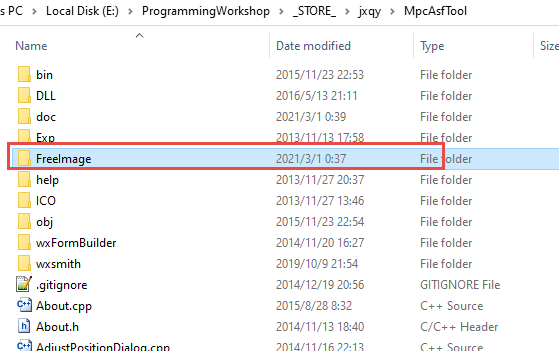 s PC > Local Disk (E:) > ProgrammingWorkshop > _STORE_ > jxqy > MpcAsfTool
Name Date modified Type
bin 2015/11/23 22:53 File folder
DLL 2016/5/13 21:11 File folder
doc 2021/3/1 0:39 File folder
Exp 2013/11/13 17:58 File folder
FreeImage 2021/3/1 0:37 File folder
help 2013/11/27 20:37 File folder
ICO 2013/11/27 13:46 File folder
obj 2015/11/23 22:54 File folder
wxFormBuilder 2014/11/20 16:27 File folder
wxsmith 2019/10/9 21:54 File folder
.gitignore 2014/12/19 20:56 GITIGNORE File
About.cpp 2015/8/28 8:32 C++ Source
About.h 2014/11/13 18:40 C/C++ Header
AdjustPositionDialog.cpp 2014/11/16 22:13 C++ Source